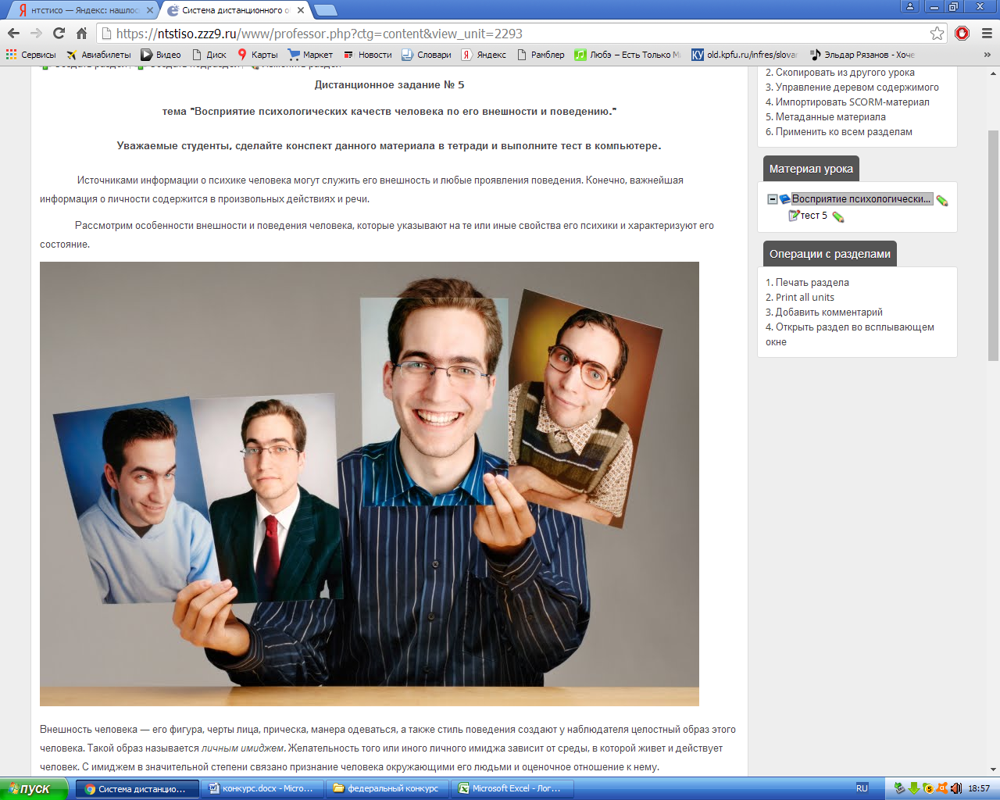 нтстисо — Яндекс: нашлос
Система дистанционного о
https://ntstiso.zzz9.ru/www/professor.php?ctg=content&view_unit=2293
Сервисы Авиабилеты Видео Диск Карты Маркет Новости Словари Яндекс Рамблер Любэ – Есть Только М old.kpfu.ru/infres/slova Эльдар Рязанов - Хоче »
Создать раздел Создать подраздел Изменить раздел
Дистанционное задание № 5
тема "Восприятие психологических качеств человека по его внешности и поведению."
Уважаемые студенты, сделайте конспект данного материала в тетради и выполните тест в компьютере.
Источниками информации о психике человека могут служить его внешность и любые проявления поведения. Конечно, важнейшая
информация о личности содержится в произвольных действиях и речи.
Рассмотрим особенности внешности и поведения человека, которые указывают на те или иные свойства его психики и характеризуют его
состояние.
Внешность человека — его фигура, черты лица, прическа, манера одеваться, а также стиль поведения создают у наблюдателя целостный образ этого
человека. Такой образ называется личным имиджем. Желательность того или иного личного имиджа зависит от среды, в которой живет и действует
человек. С имиджем в значительной степени связано признание человека окружающими его людьми и оценочное отношение к нему.
2. Скопировать из другого урока
3. Управление деревом содержимого
4. Импортировать SCORM-материал
5. Метаданные материала
6. Применить ко всем разделам
Материал урока
Восприятие психологически...
тест 5
Операции с разделами
1. Печать раздела
2. Print all units
3. Добавить комментарий
4. Открыть раздел во всплывающем
окне
пуск
Система дистанцио...
конкурс.docx - Micro...
федеральный конкурс
Microsoft Excel - Лог...
RU
18:57